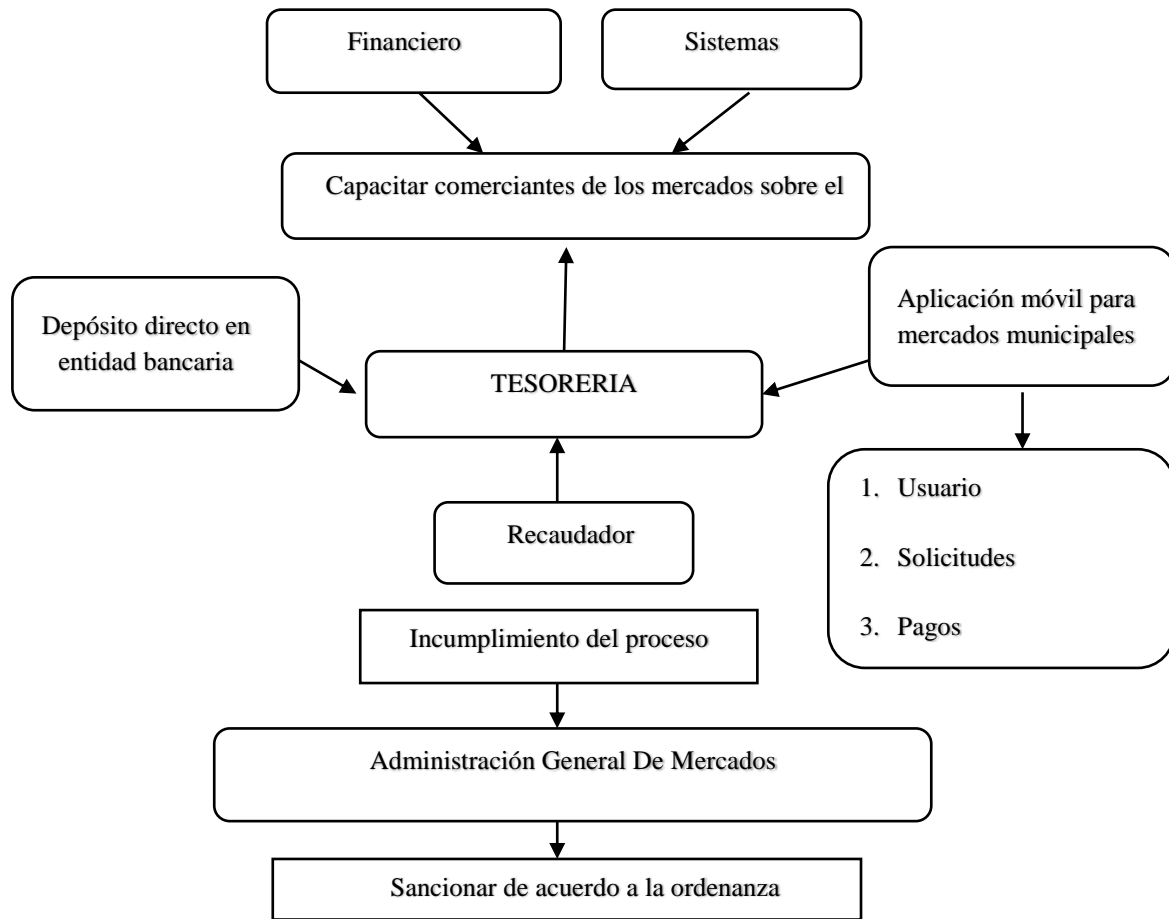 Financiero
Sistemas
Capacitar comerciantes de los mercados sobre el
Depósito directo en
entidad bancaria
TESORERIA
Aplicación móvil para
mercados municipales
Recaudador
1. Usuario
2. Solicitudes
3. Pagos
Incumplimiento del proceso
Administración General De Mercados
Sancionar de acuerdo a la ordenanza